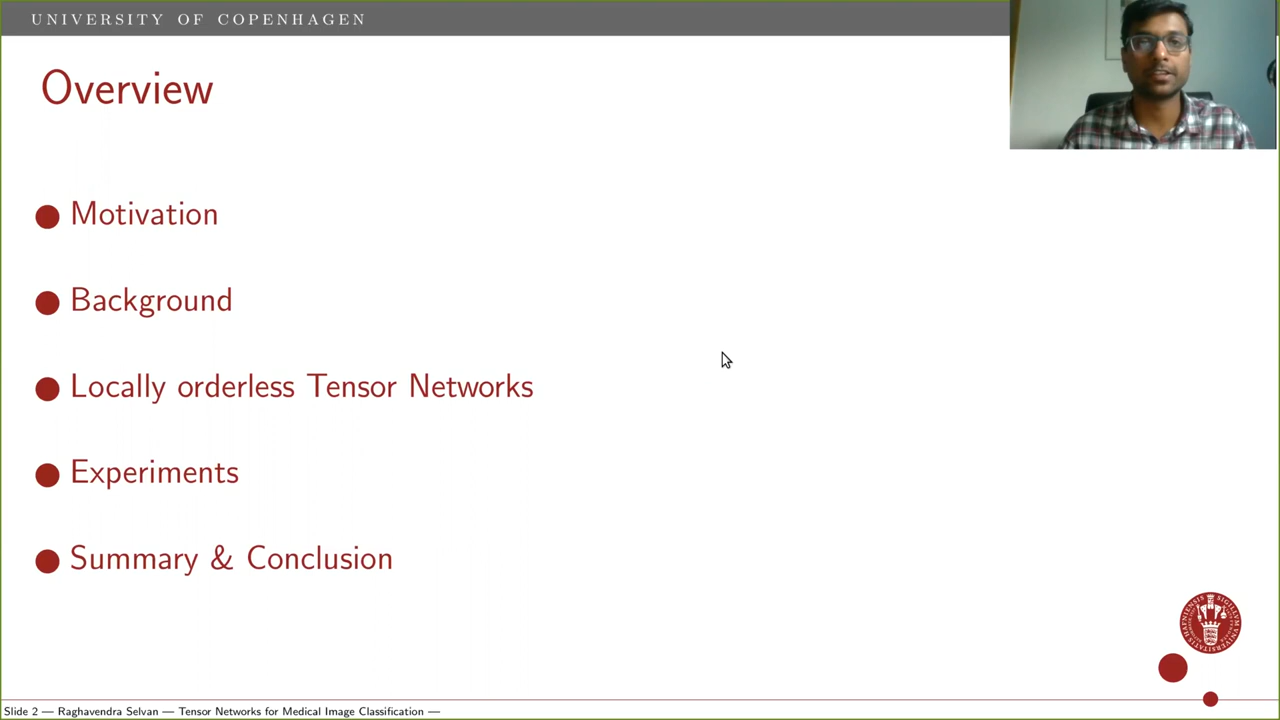 UNIVERSITY OF COPENHAGEN
Overview
Motivation
Background
Locally orderless Tensor Networks
Experiments
Summary & Conclusion
Slide 2 — Raghavendra Selvan — Tensor Networks for Medical Image Classification —